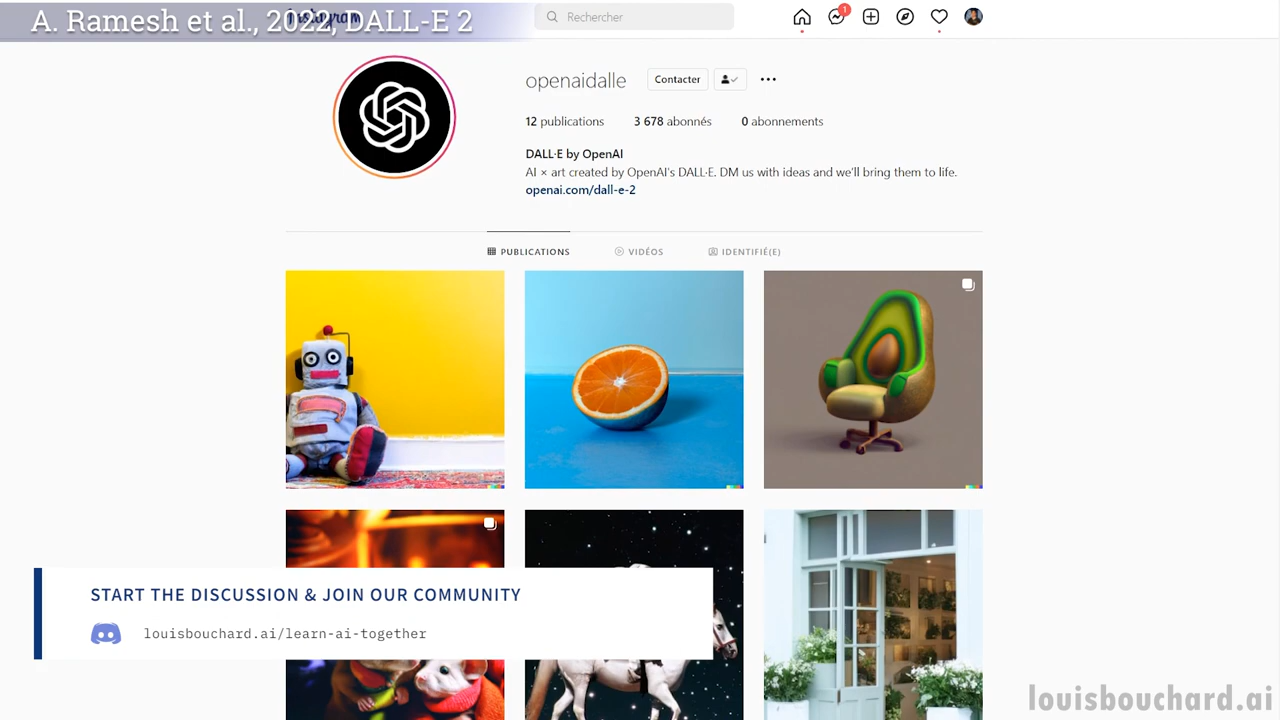 A. Ramesh et al., 2022, DALL-E 2
Instagram
Rechercher
1
openaidalle
Contacter
12 publications
3 678 abonnés
0 abonnements
DALL·E by OpenAI
AI × art created by OpenAI's DALL·E. DM us with ideas and we'll bring them to life.
openai.com/dall-e-2
PUBLICATIONS
VIDÉOS
IDENTIFIÉ(E)
START THE DISCUSSION & JOIN OUR COMMUNITY
louisbouchard.ai/learn-ai-together
louisbouchard.ai